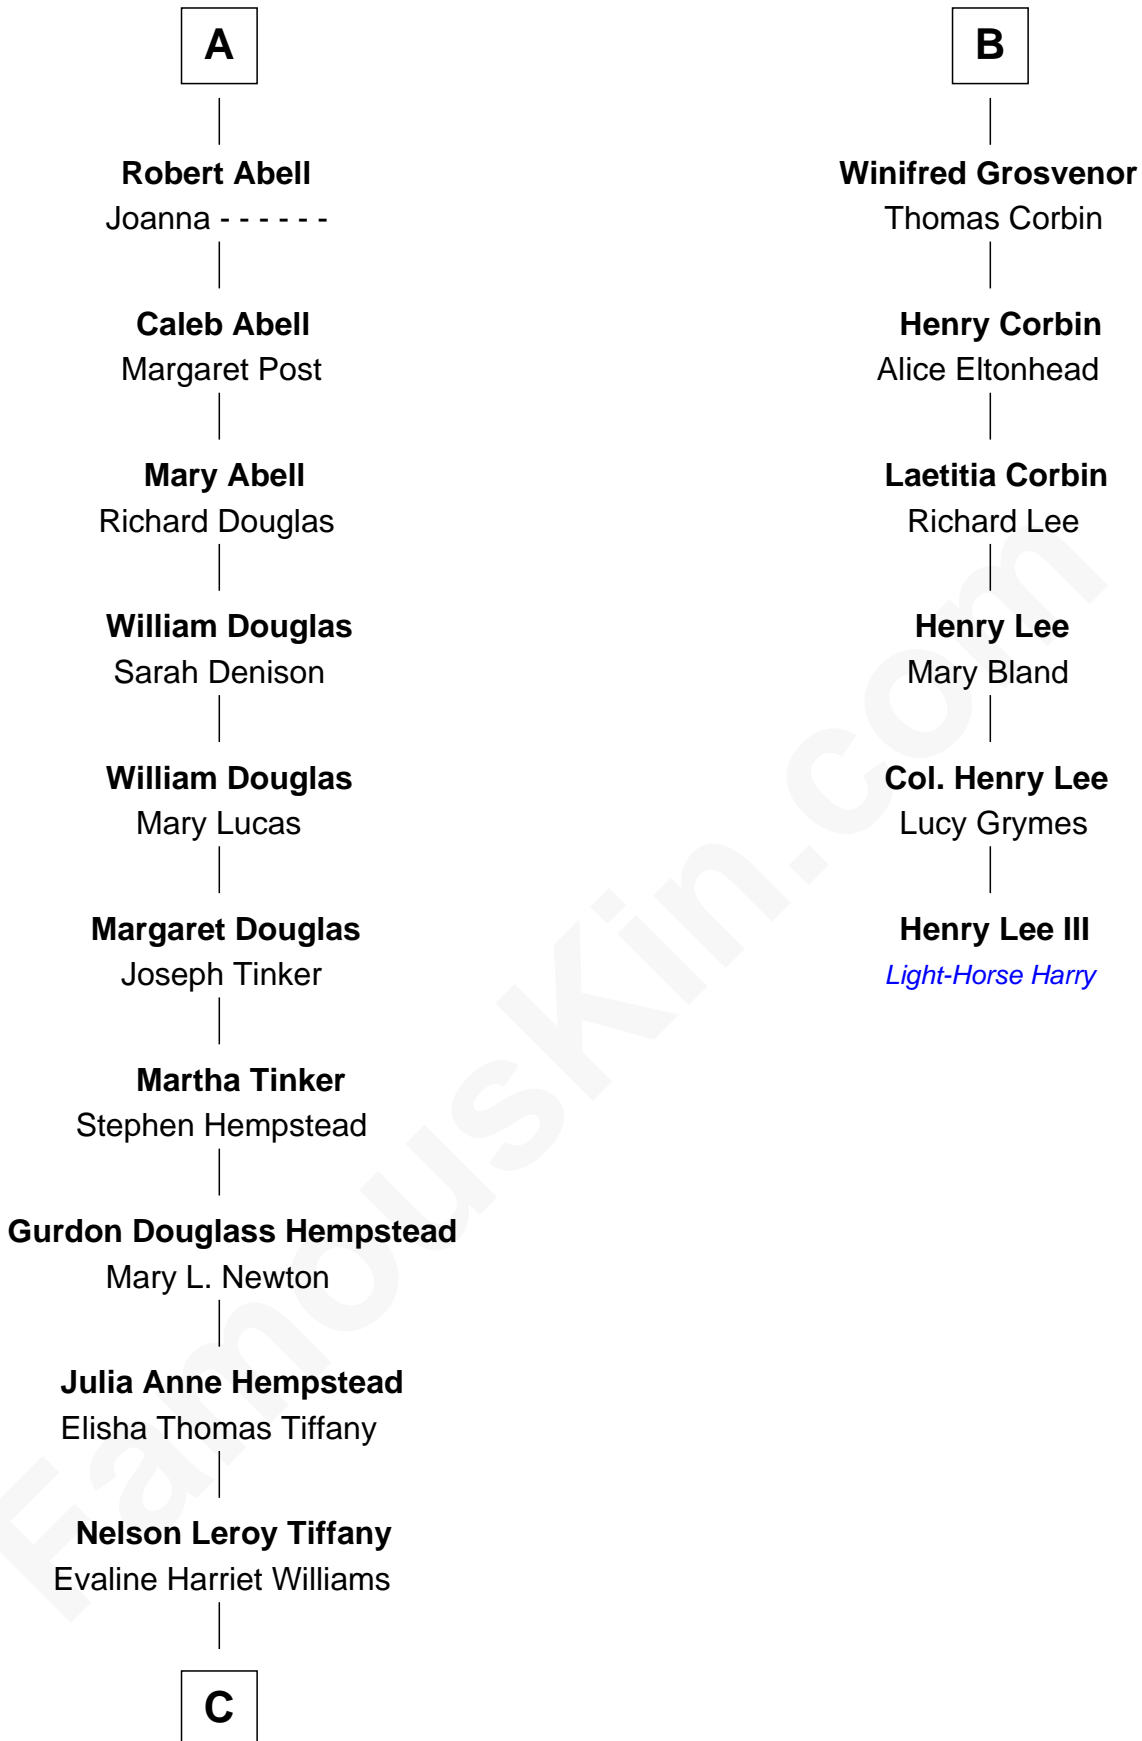 A
Robert Abell
Joanna - - - - - -
Caleb Abell
Margaret Post
Mary Abell
Richard Douglas
William Douglas
Sarah Denison
William Douglas
Mary Lucas
Margaret Douglas
Joseph Tinker
Martha Tinker
Stephen Hempstead
Gurdon Douglass Hempstead
Mary L. Newton
Julia Anne Hempstead
Elisha Thomas Tiffany
Nelson Leroy Tiffany
Evaline Harriet Williams
C
B
Winifred Grosvenor
Thomas Corbin
Henry Corbin
Alice Eltonhead
Laetitia Corbin
Richard Lee
Henry Lee
Mary Bland
Col. Henry Lee
Lucy Grymes
Henry Lee III
Light-Horse Harry
FamousKin.com